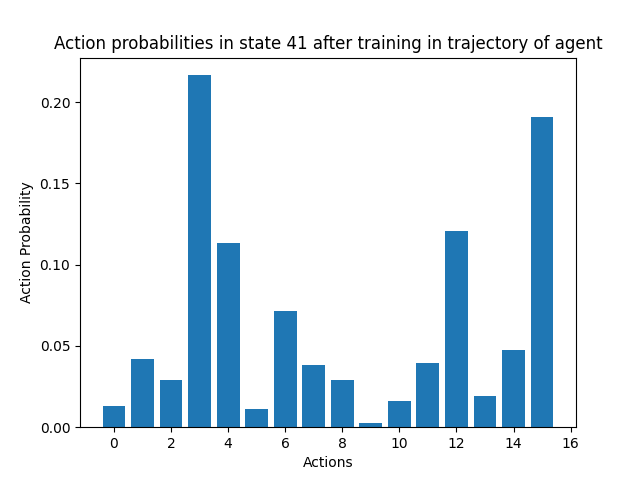 Action probabilities in state 41 after training in trajectory of agent
0.20
0.15
0.10
0.05
0.00
Action Probability
0 2 4 6 8 10 12 14 16
Actions